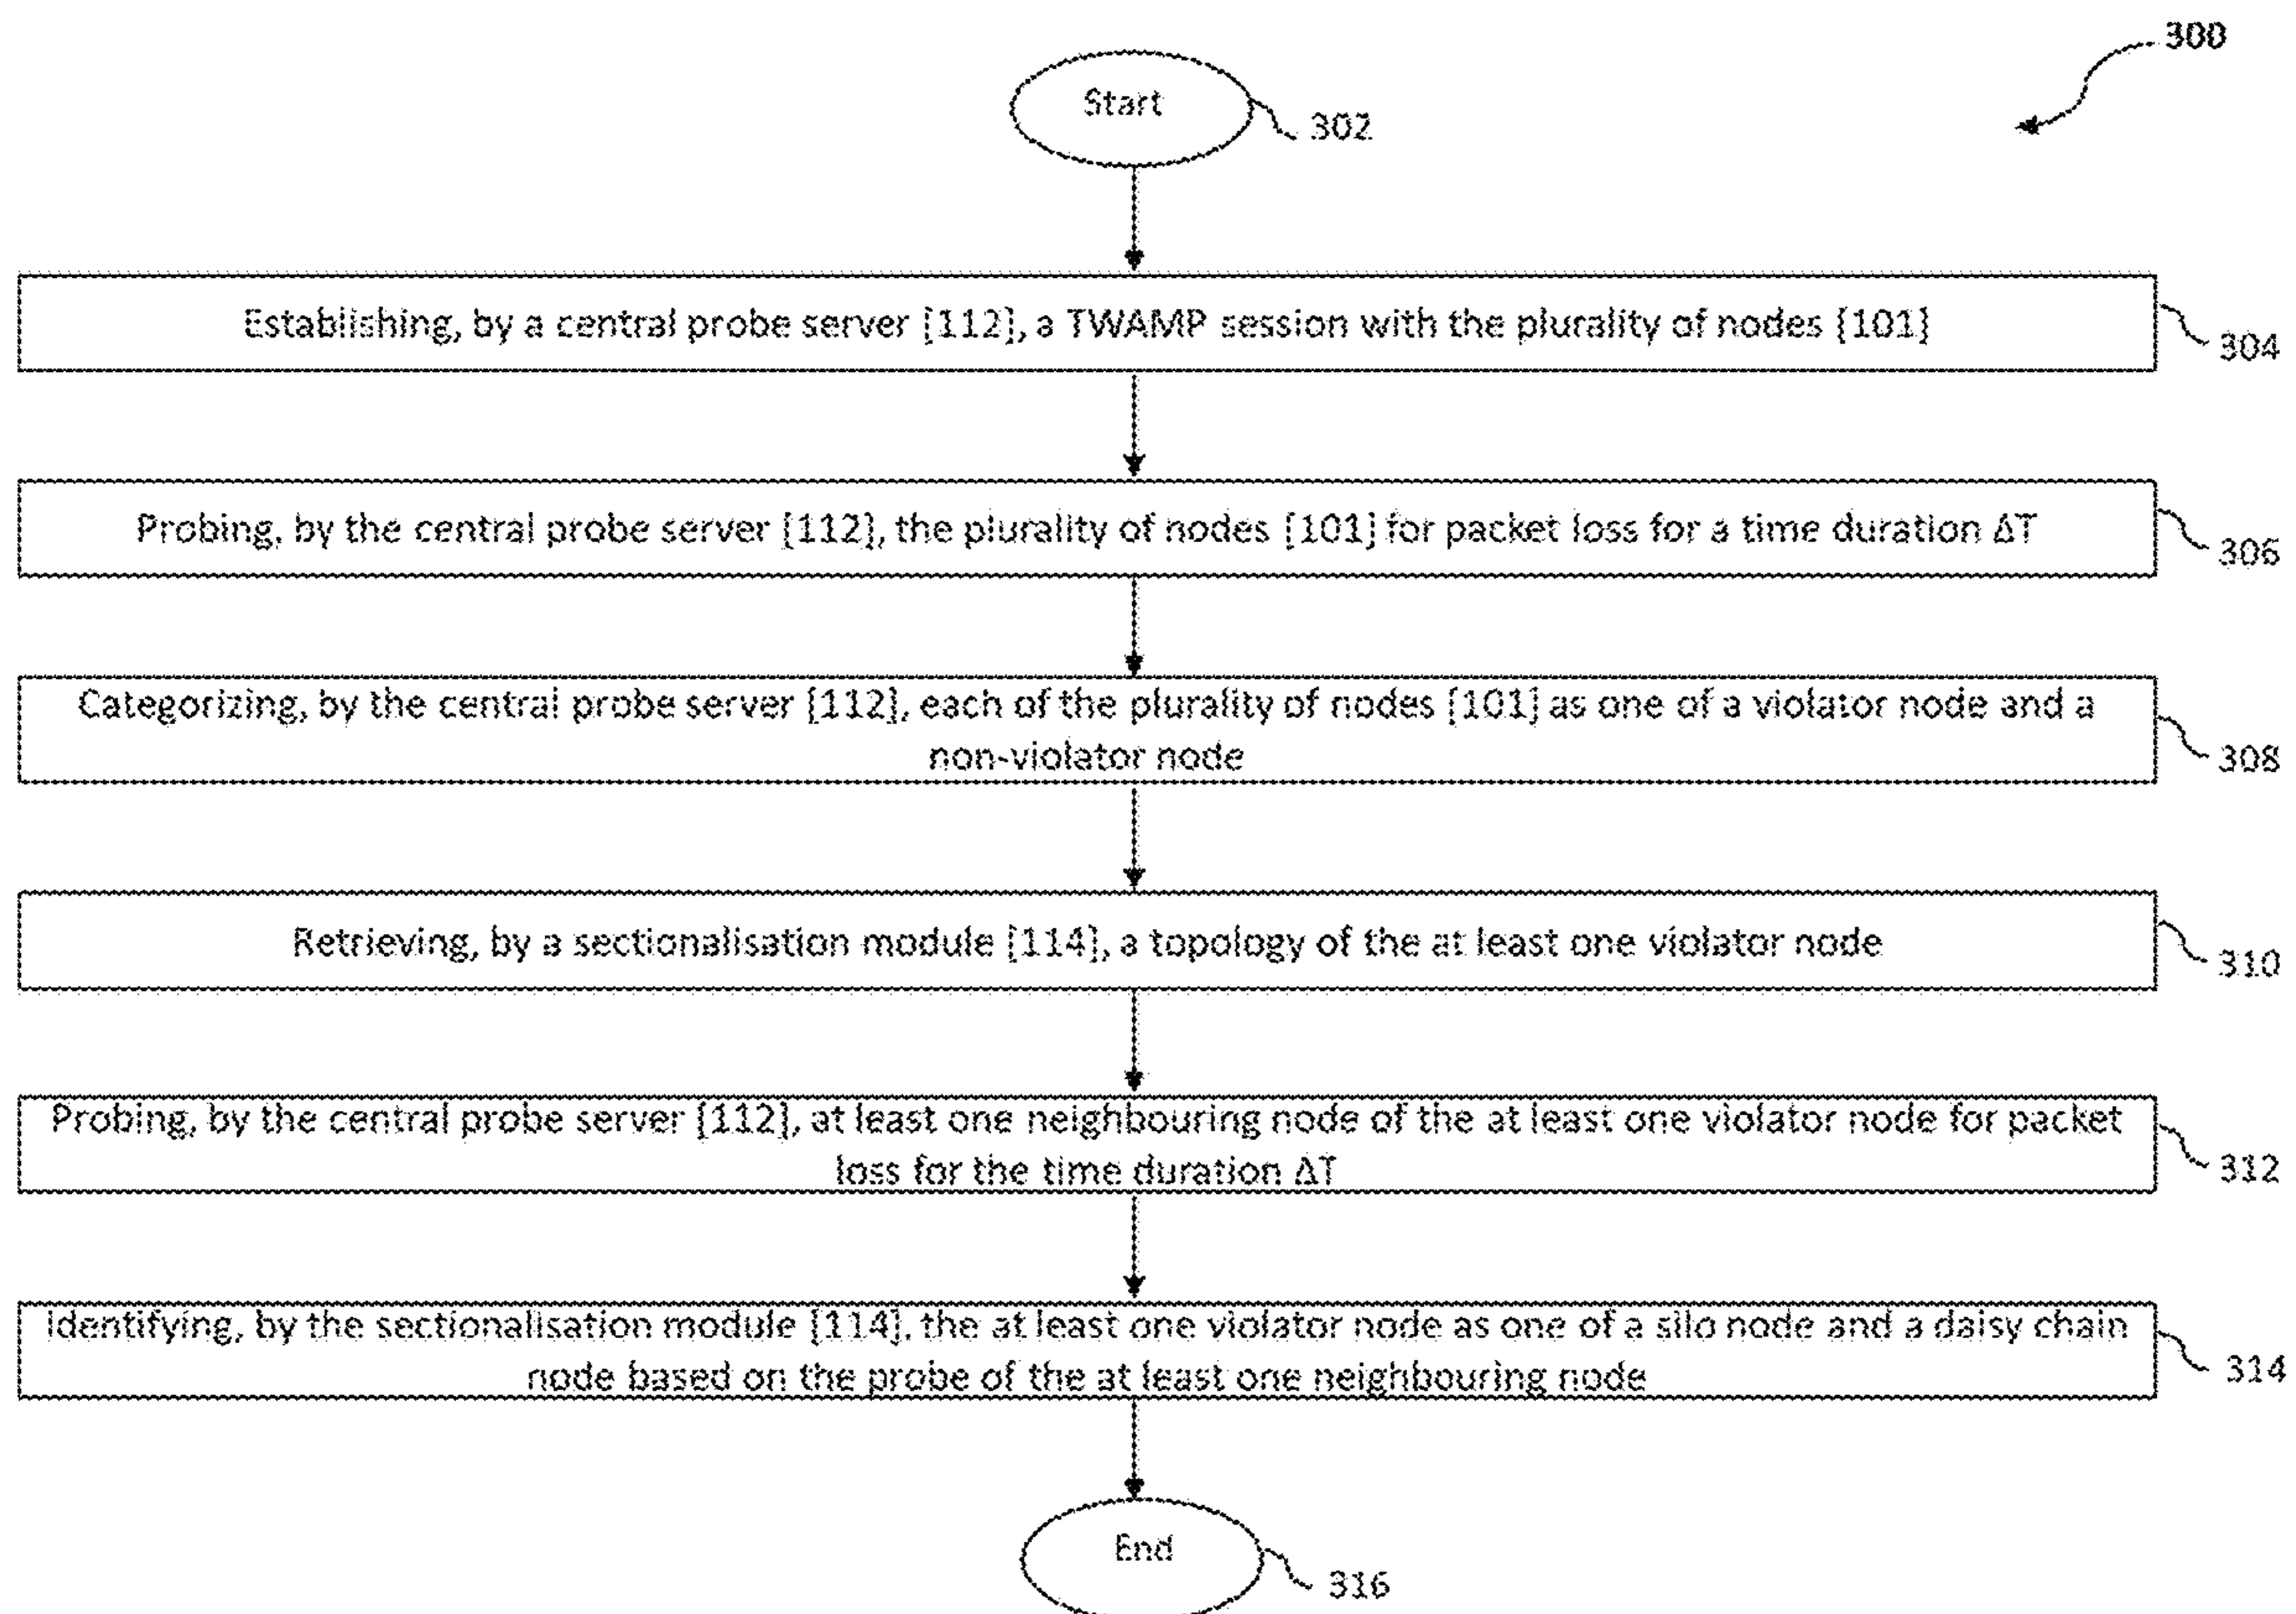 300
Start
302
Establishing, by a central probe server [112], a TWAMP session with the plurality of nodes [101]
304
Probing, by the central probe server [112], the plurality of nodes [101] for packet loss for a time duration ΔT
306
Categorizing, by the central probe server [112], each of the plurality of nodes [101] as one of a violator node and a
non-violator node
308
Retrieving, by a sectionalisation module [114], a topology of the at least one violator node
310
Probing, by the central probe server [112], at least one neighbouring node of the at least one violator node for packet
loss for the time duration ΔT
312
Identifying, by the sectionalisation module [114], the at least one violator node as one of a silo node and a daisy chain
node based on the probe of the at least one neighbouring node
314
End
316